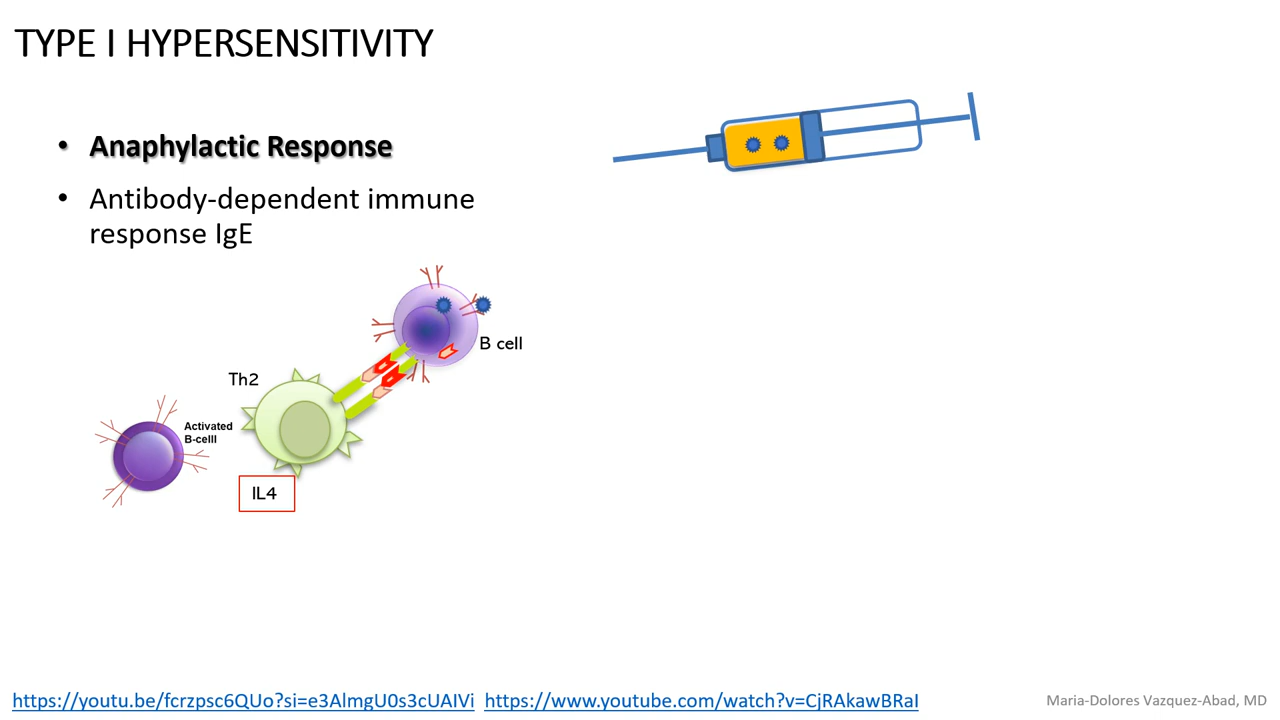 TYPE I HYPERSENSITIVITY
• Anaphylactic Response
• Antibody-dependent immune
response IgE
B cell
Th2
Activated
B-celll
IL4
https://youtu.be/fcrzpsc6QUo?si=e3AlmgU0s3cUAIVi https://www.youtube.com/watch?v=CjRAkawBRaI
Maria-Dolores Vazquez-Abad, MD